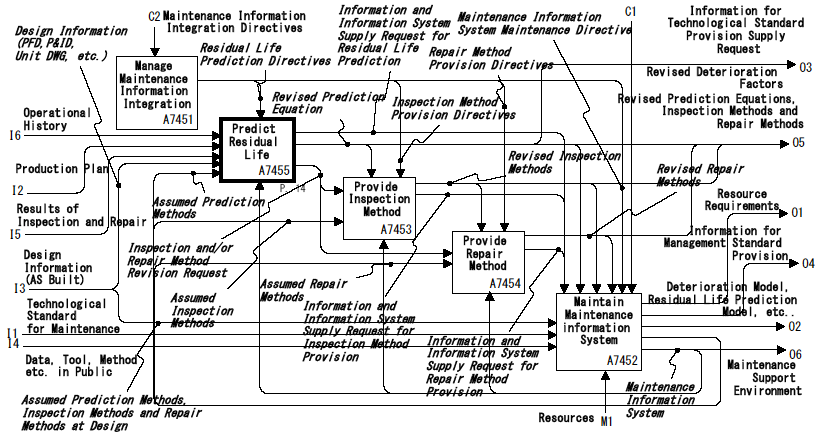 C2
Maintenance Information
Integration Directives
Information and
Information System
Supply Request for
Residual Life
Prediction
Maintenance Information
System Maintenance Directive
C1
Information for
Technological Standard
Provision Supply
Request
Design Information
(PFD,P&ID,
Unit DWG, etc.)
Residual Life
Prediction Directives
Repair Method
Provision Directives
O3
Manage
Maintenance
Information
Integration
A7451
Revised Deterioration
Factors
Revised Prediction
Equation
Inspection Method
Provision Directives
Revised Prediction Equations,
Inspection Methods and
Repair Methods
Operational
History
I6
Predict
Residual
Life
A7455
O5
Production Plan
I2
Revised Inspection
Methods
Revised Repair
Methods
Provide
Inspection
Method
A7453
Assumed Prediction
Methods
Resource
Requirements
O1
Results of
Inspection and Repair
I5
Inspection and/or
Repair Method
Revision Request
Provide
Repair
Method
A7454
Information for
Management Standard
Provision
O4
Design
Information
(AS Built)
I3
Assumed Repair
Methods
Assumed
Inspection
Methods
Deterioration Model,
Residual Life Prediction
Model, etc..
O2
Technological
Standard
for Maintenance
I1
I4
Information and
Information System
Supply Request for
Inspection Method
Provision
Maintain
Maintenance
information
System
A7452
Information and
Information System
Supply Request for
Repair Method
Provision
O6
Data, Tool, Method
etc. in Public
Maintenance
Support
Environment
Maintenance
Information
System
Assumed Prediction Methods,
Inspection Methods and Repair
Methods at Design
Resources
M1